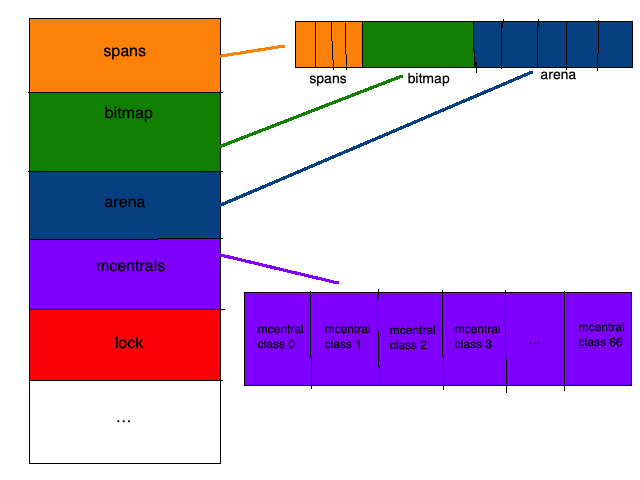 spans
bitmap
arena
mcentrals
lock
...
spans
bitmap
arena
mcentral
class 0
mcentral
class 1
mcentral
class 2
mcentral
class 3
...
mcentral
class 66